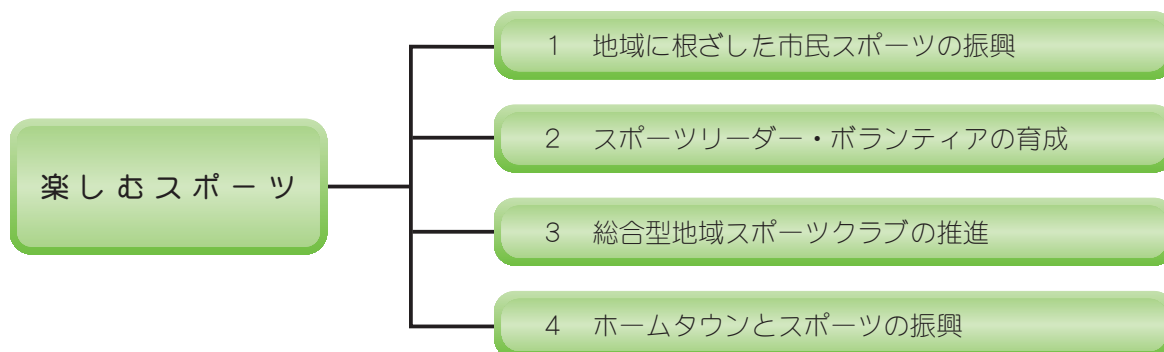 楽しむスポーツ
1 地域に根ざした市民スポーツの振興
2 スポーツリーダー・ボランティアの育成
3 総合型地域スポーツクラブの推進
4 ホームタウンとスポーツの振興